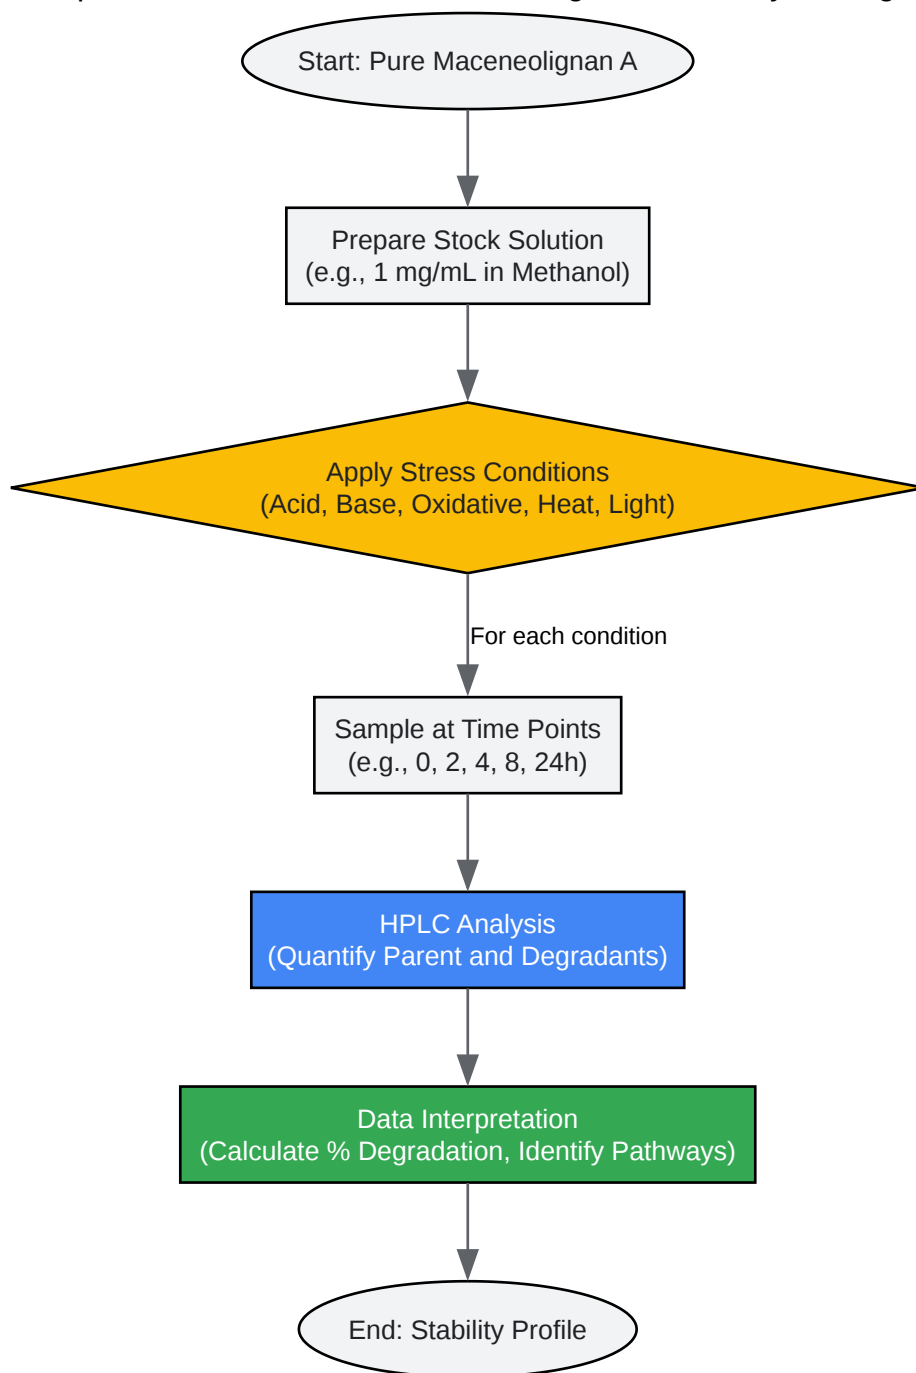 Start: Pure Maceneolignan A
Prepare Stock Solution
(e.g., 1 mg/mL in Methanol)
Apply Stress Conditions
(Acid, Base, Oxidative, Heat, Light)
For each condition
Sample at Time Points
(e.g., 0, 2, 4, 8, 24h)
HPLC Analysis
(Quantify Parent and Degradants)
Data Interpretation
(Calculate % Degradation, Identify Pathways)
End: Stability Profile